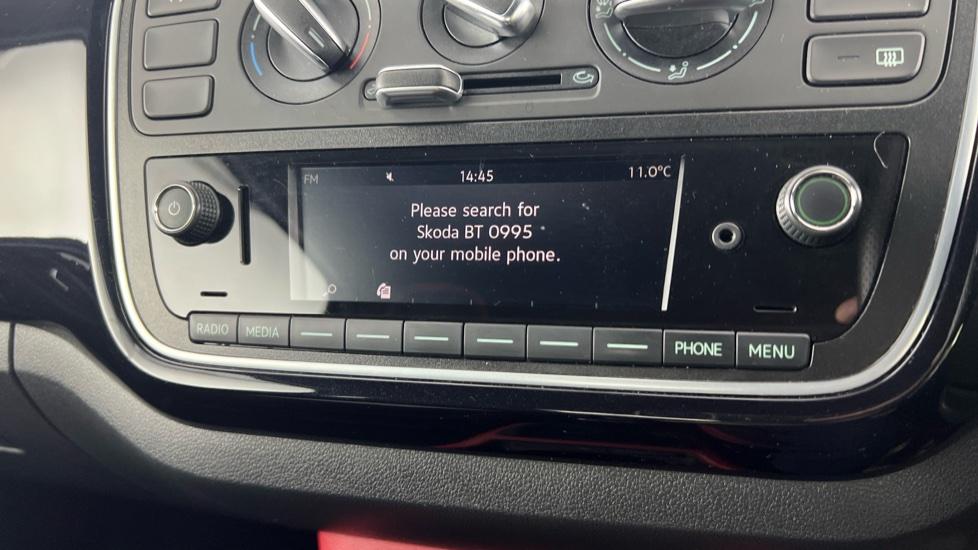 FM 14:45 11.0°C
Please search for
Skoda BT 0995
on your mobile phone.
RADIO MEDIA PHONE MENU